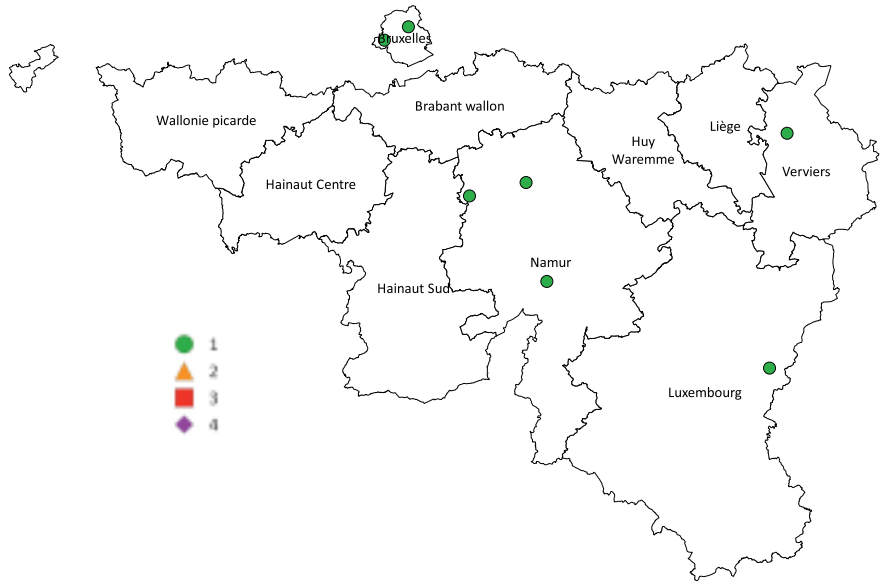 Bruxelles
Brabant wallon
Wallonie picarde
Liège
Huy
Waremme
Verviers
Hainaut Centre
Namur
Hainaut Sud
Luxembourg
1
2
3
4